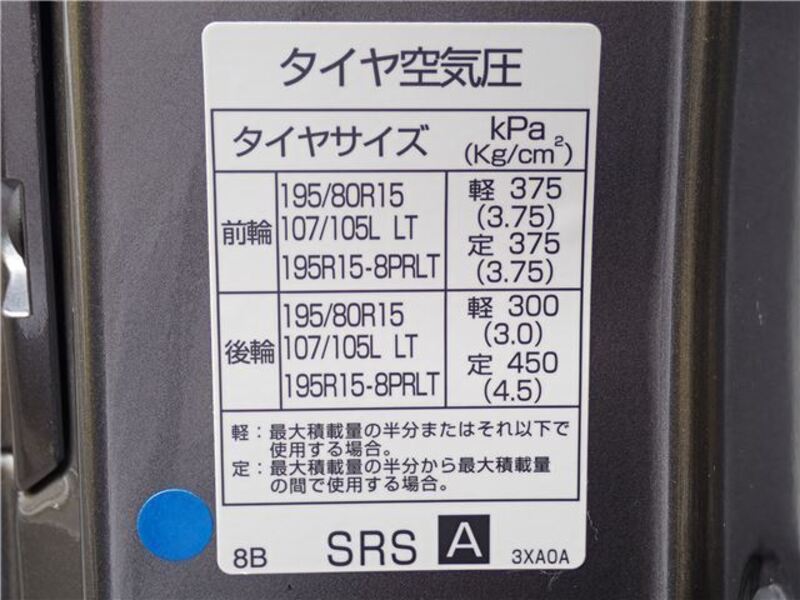 タイヤ空気圧
タイヤサイズ
kPa
(Kg/cm²)
前輪
195/80R15
107/105L LT
195R15-8PRLT
軽 375
(3.75)
定 375
(3.75)
後輪
195/80R15
107/105L LT
195R15-8PRLT
軽 300
(3.0)
定 450
(4.5)
軽：最大積載量の半分またはそれ以下で
使用する場合。
定：最大積載量の半分から最大積載量
の間で使用する場合。
8B SRS A 3XA0A